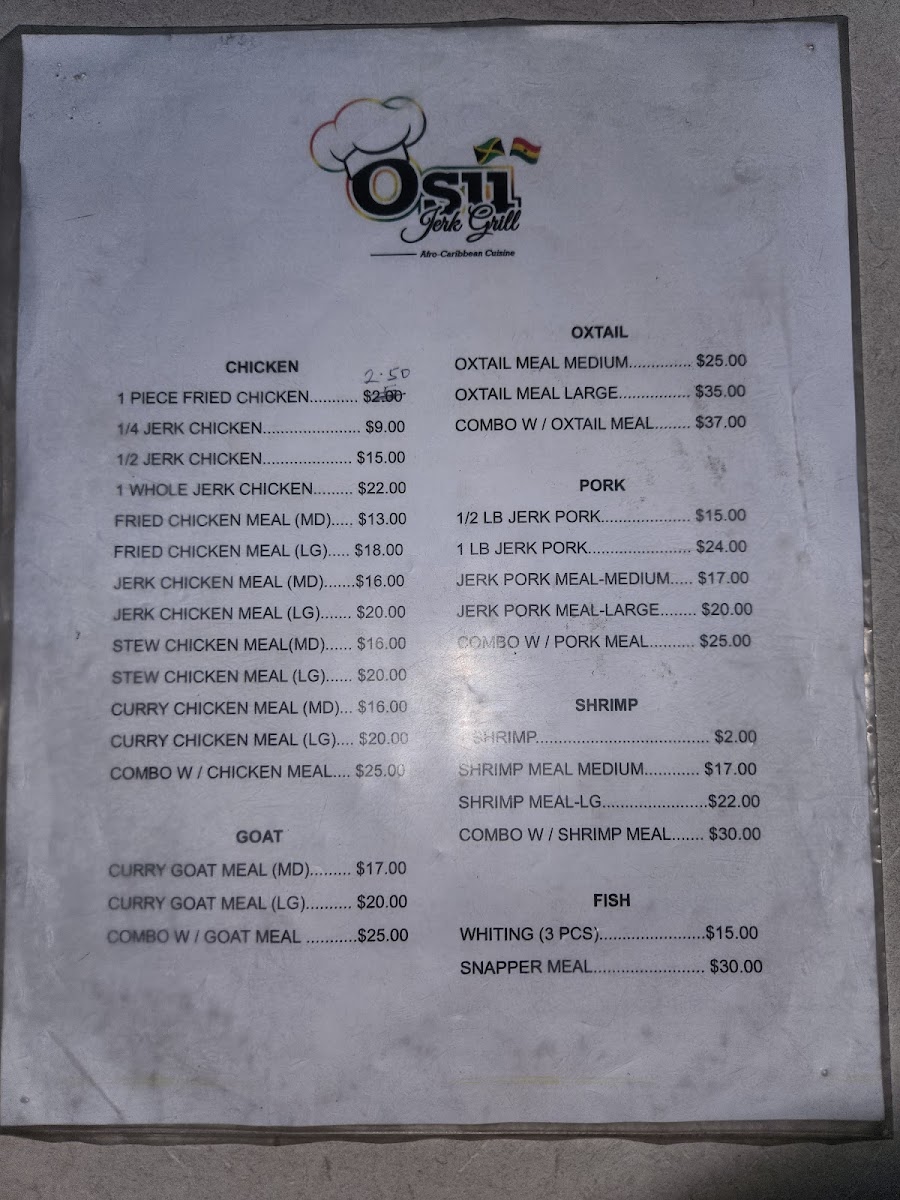 Osu
Jerk Grill
Afro-Caribbean Cuisine
CHICKEN
2.50
1 PIECE FRIED CHICKEN.......... $2.00
1/4 JERK CHICKEN..................... $9.00
1/2 JERK CHICKEN................... $15.00
1 WHOLE JERK CHICKEN......... $22.00
FRIED CHICKEN MEAL (MD)..... $13.00
FRIED CHICKEN MEAL (LG)..... $18.00
JERK CHICKEN MEAL (MD).......$16.00
JERK CHICKEN MEAL (LG)....... $20.00
STEW CHICKEN MEAL(MD)...... $16.00
STEW CHICKEN MEAL (LG)...... $20.00
CURRY CHICKEN MEAL (MD)... $16.00
CURRY CHICKEN MEAL (LG).... $20.00
COMBO W / CHICKEN MEAL.... $25.00
GOAT
CURRY GOAT MEAL (MD)......... $17.00
CURRY GOAT MEAL (LG).......... $20.00
COMBO W / GOAT MEAL ...........$25.00
OXTAIL
OXTAIL MEAL MEDIUM............. $25.00
OXTAIL MEAL LARGE............... $35.00
COMBO W / OXTAIL MEAL........ $37.00
PORK
1/2 LB JERK PORK................... $15.00
1 LB JERK PORK...................... $24.00
JERK PORK MEAL-MEDIUM..... $17.00
JERK PORK MEAL-LARGE........ $20.00
COMBO W / PORK MEAL.......... $25.00
SHRIMP
SHRIMP..................................... $2.00
SHRIMP MEAL MEDIUM............ $17.00
SHRIMP MEAL-LG.......................$22.00
COMBO W / SHRIMP MEAL....... $30.00
FISH
WHITING (3 PCS).......................$15.00
SNAPPER MEAL........................ $30.00